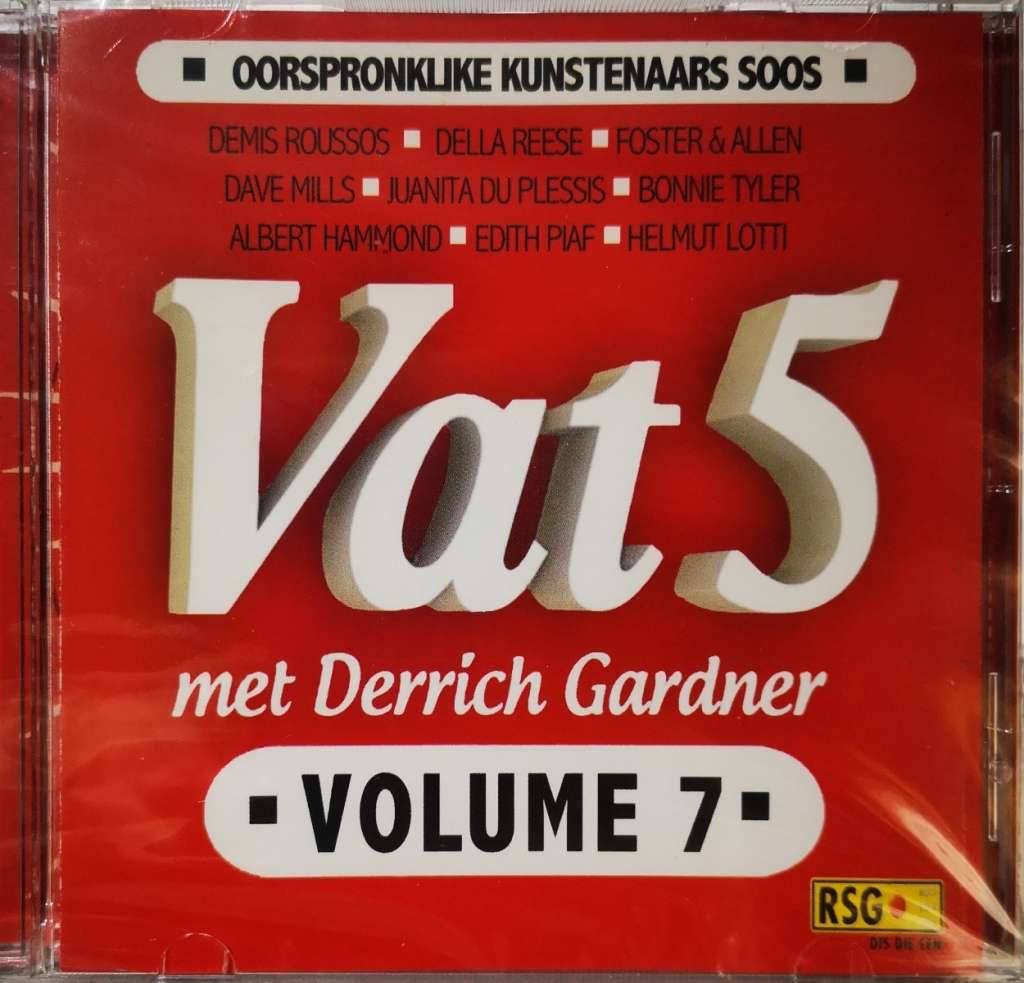 ▪ OORSPRONKLIKE KUNSTENAARS SOOS ▪
DEMIS ROUSSOS ▪ DELLA REESE ▪ FOSTER & ALLEN
DAVE MILLS ▪ JUANITA DU PLESSIS ▪ BONNIE TYLER
ALBERT HAMMOND ▪ EDITH PIAF ▪ HELMUT LOTTI
Vat 5
met Derrich Gardner
▪ VOLUME 7 ▪
RSG
DIS DIE EEN